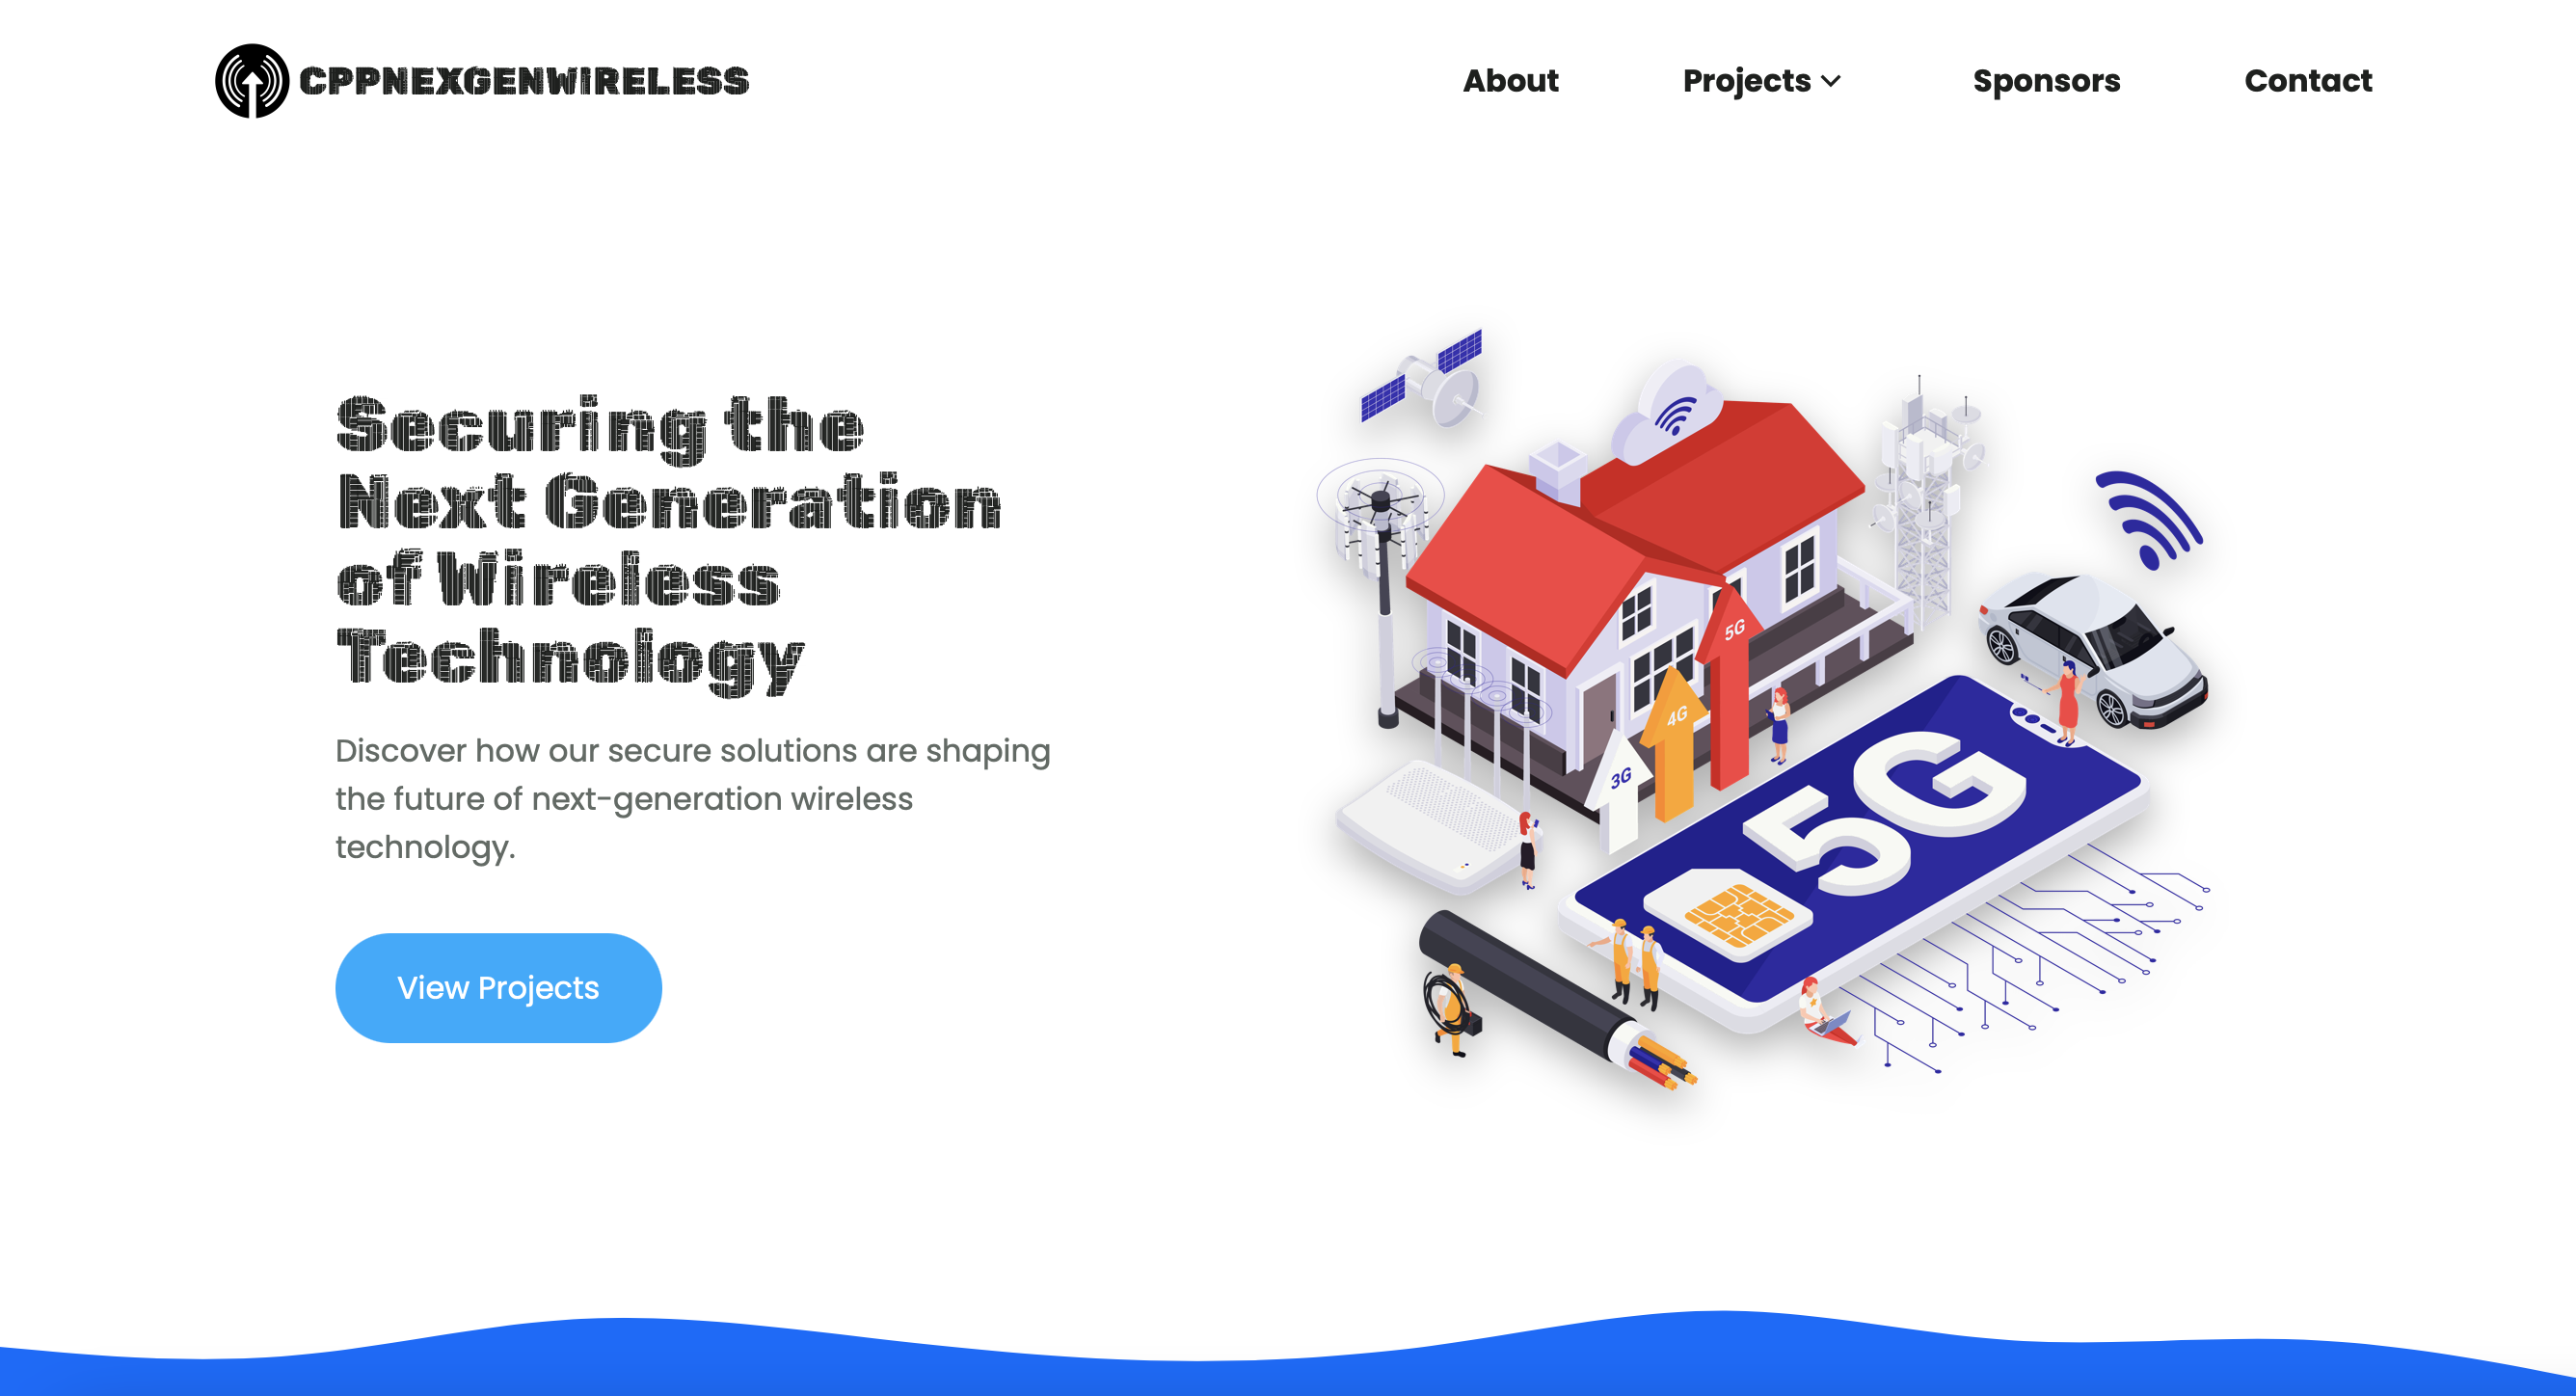 CPPNEXGENWIRELESS
About
Projects
Sponsors
Contact
Securing the
Next Generation
of Wireless
Technology
Discover how our secure solutions are shaping
the future of next-generation wireless
technology.
View Projects
5G
4G
3G
5G